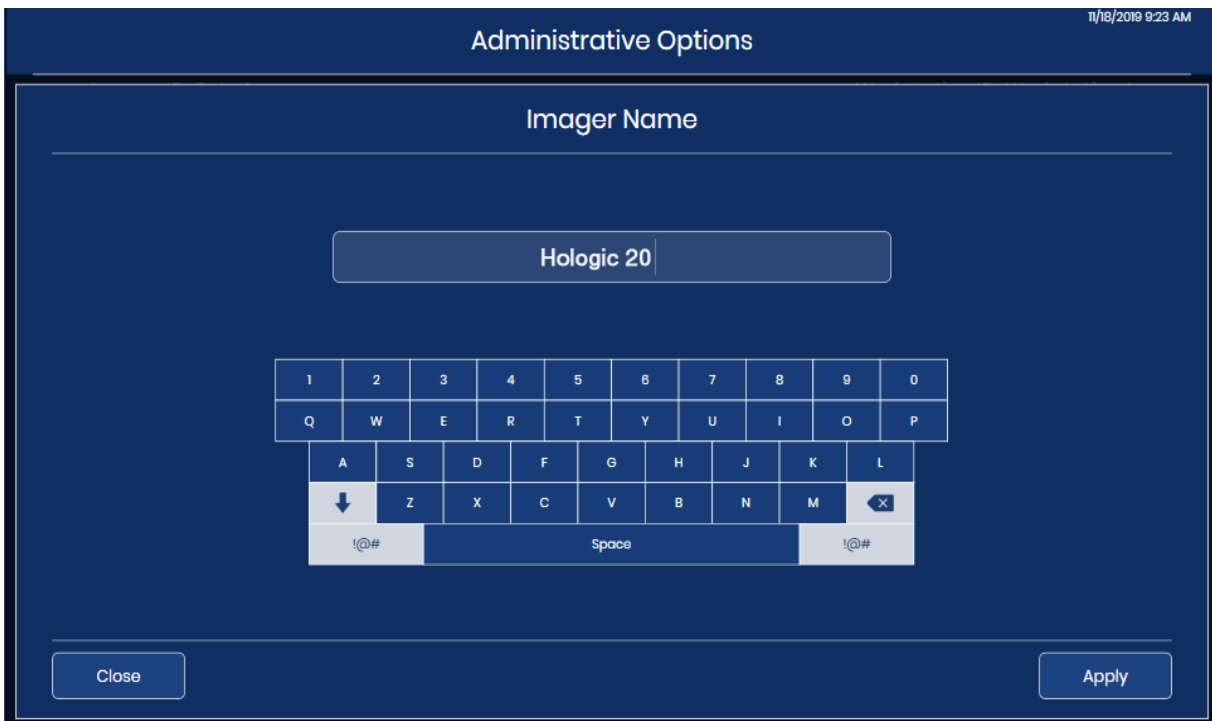 11/18/2019 9:23 AM
Administrative Options
Imager Name
Hologic 20
1 2 3 4 5 6 7 8 9 0
Q W E R T Y U I O P
A S D F G H J K L
Z X C V B N M
!@# Space !@#
Close Apply